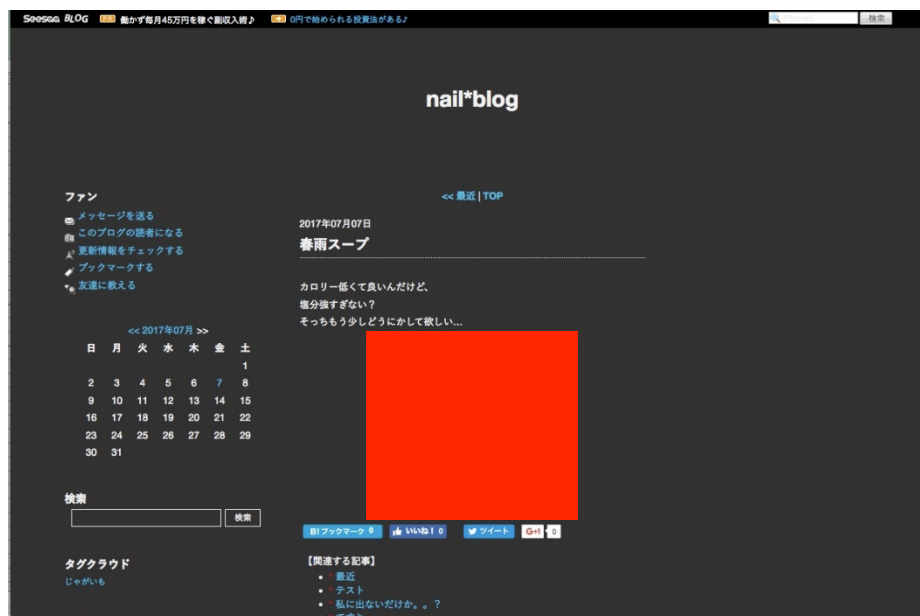 Seesaa BLOG PR 働かず毎月45万円を稼ぐ副収入術♪ 0円で始められる投資法がある♪ 検索
nail*blog
ファン
メッセージを送る
このブログの読者になる
更新情報をチェックする
ブックマークする
友達に教える
<< 2017年07月 >>
日 月 火 水 木 金 土
1
2 3 4 5 6 7 8
9 10 11 12 13 14 15
16 17 18 19 20 21 22
23 24 25 26 27 28 29
30 31
検索
検索
タグクラウド
じゃがいも
<< 最近 | TOP
2017年07月07日
春雨スープ
カロリー低くて良いんだけど、
塩分強すぎない？
そっちもう少しどうにかして欲しい…
B! ブックマーク 0 いいね！ 0 ツイート G+1 0
【関連する記事】
最近
テスト
私に出ないだけか。。？